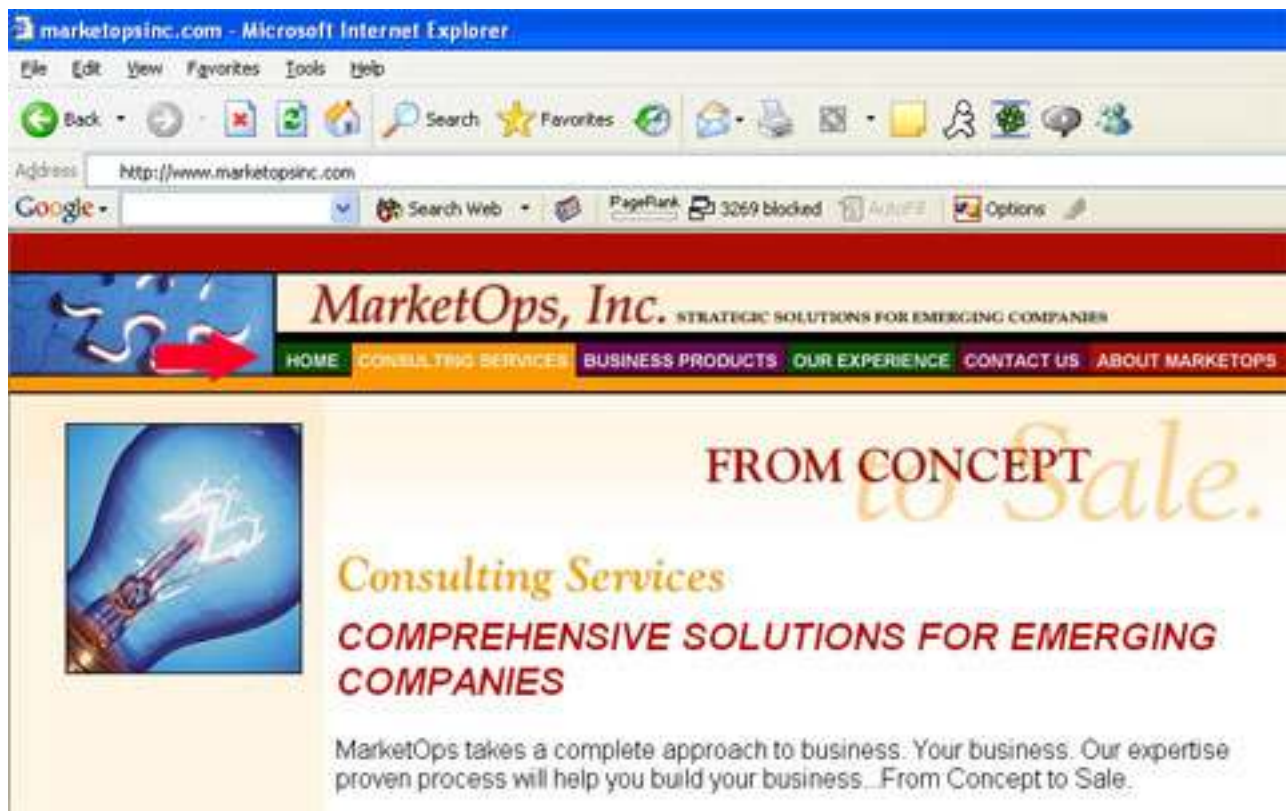 marketopsinc.com - Microsoft Internet Explorer
File Edit View Favorites Tools Help
Back Search Favorites
Address http://www.marketopsinc.com
Google Search Web PageRank 3269 blocked AutoFill Options
MarketOps, Inc. STRATEGIC SOLUTIONS FOR EMERGING COMPANIES
HOME CONSULTING SERVICES BUSINESS PRODUCTS OUR EXPERIENCE CONTACT US ABOUT MARKETOPS
FROM CONCEPT to Sale.
Consulting Services
COMPREHENSIVE SOLUTIONS FOR EMERGING
COMPANIES
MarketOps takes a complete approach to business. Your business. Our expertise
proven process will help you build your business...From Concept to Sale.